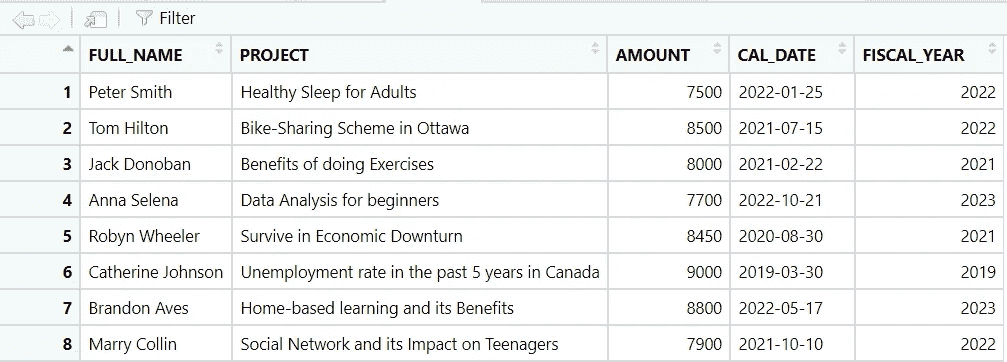 Filter
FULL_NAME PROJECT AMOUNT CAL_DATE FISCAL_YEAR
1 Peter Smith Healthy Sleep for Adults 7500 2022-01-25 2022
2 Tom Hilton Bike-Sharing Scheme in Ottawa 8500 2021-07-15 2022
3 Jack Donoban Benefits of doing Exercises 8000 2021-02-22 2021
4 Anna Selena Data Analysis for beginners 7700 2022-10-21 2023
5 Robyn Wheeler Survive in Economic Downturn 8450 2020-08-30 2021
6 Catherine Johnson Unemployment rate in the past 5 years in Canada 9000 2019-03-30 2019
7 Brandon Aves Home-based learning and its Benefits 8800 2022-05-17 2023
8 Marry Collin Social Network and its Impact on Teenagers 7900 2021-10-10 2022